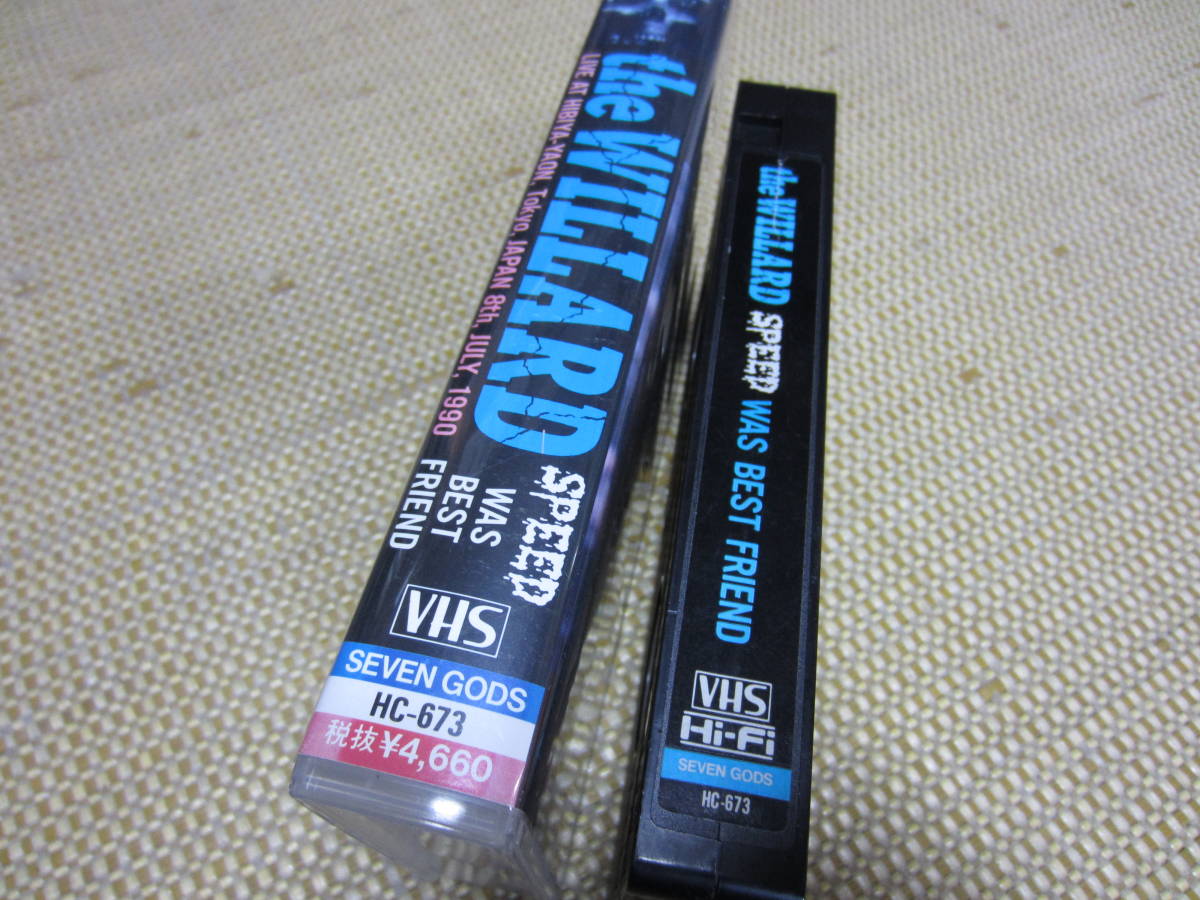 the WILLARD
LIVE AT HIBIYA-YAON, Tokyo, JAPAN 8th, JULY, 1990
SPEED
WAS
BEST
FRIEND
VHS
SEVEN GODS
HC-673
税抜¥4,660
the WILLARD SPEED WAS BEST FRIEND
VHS
Hi-Fi
SEVEN GODS
HC-673